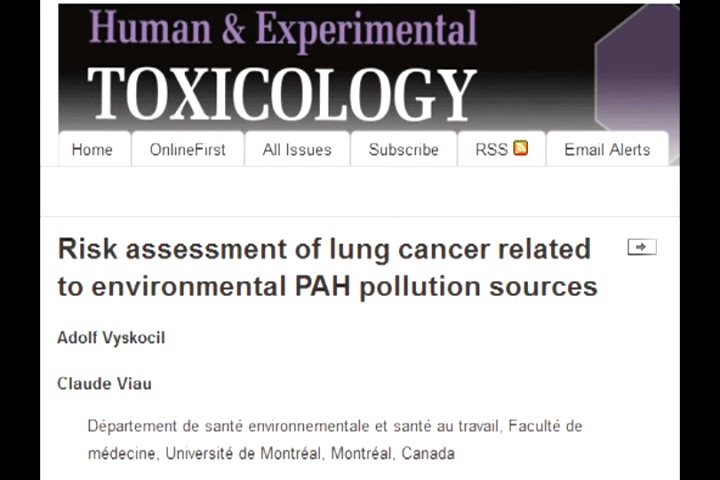 Human & Experimental
TOXICOLOGY
Home OnlineFirst All Issues Subscribe RSS Email Alerts
Risk assessment of lung cancer related
to environmental PAH pollution sources
Adolf Vyskocil
Claude Viau
Département de santé environnementale et santé au travail, Faculté de
médecine, Université de Montréal, Montréal, Canada